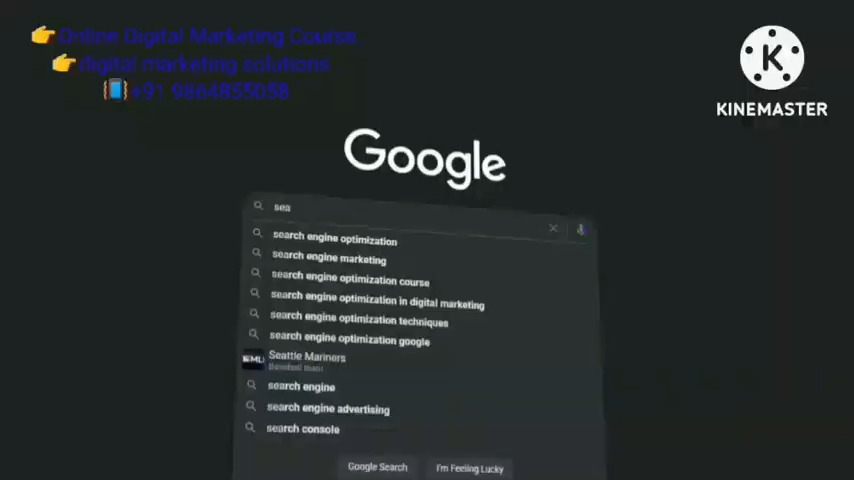 👉Online Digital Marketing Course
👉digital marketing solutions
📳+91 9864855058
K
KINEMASTER
Google
sea
search engine optimization
search engine marketing
search engine optimization course
search engine optimization in digital marketing
search engine optimization techniques
search engine optimization google
Seattle Mariners
Baseball team
search engine
search engine advertising
search console
Google Search
I'm Feeling Lucky